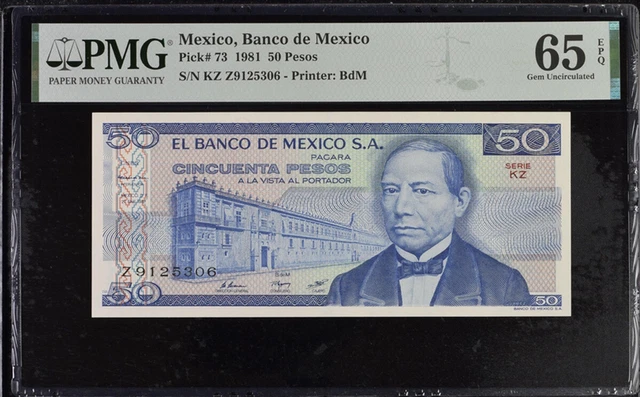 PMG
PAPER MONEY GUARANTY
Mexico, Banco de Mexico
Pick# 73 1981 50 Pesos
S/N KZ Z9125306 - Printer: BdM
65 EPQ
Gem Uncirculated
50
EL BANCO DE MEXICO S.A.
PAGARA
CINCUENTA PESOS
A LA VISTA AL PORTADOR
50
SERIE
KZ
Z9125306
50
50
BANCO DE MEXICO S.A.